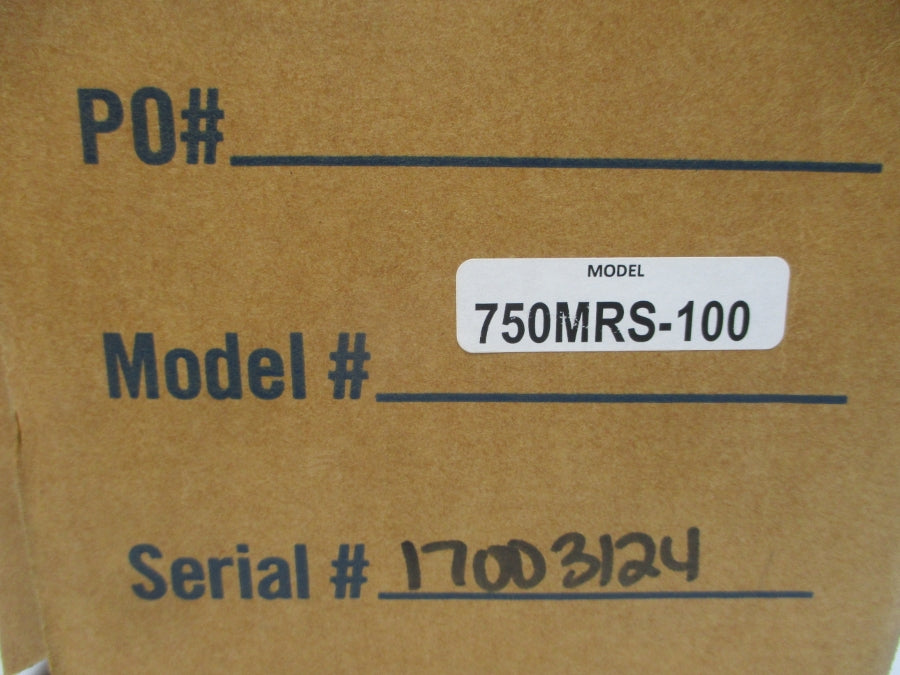 PO#
MODEL
750MRS-100
Model #
Serial # 17003124